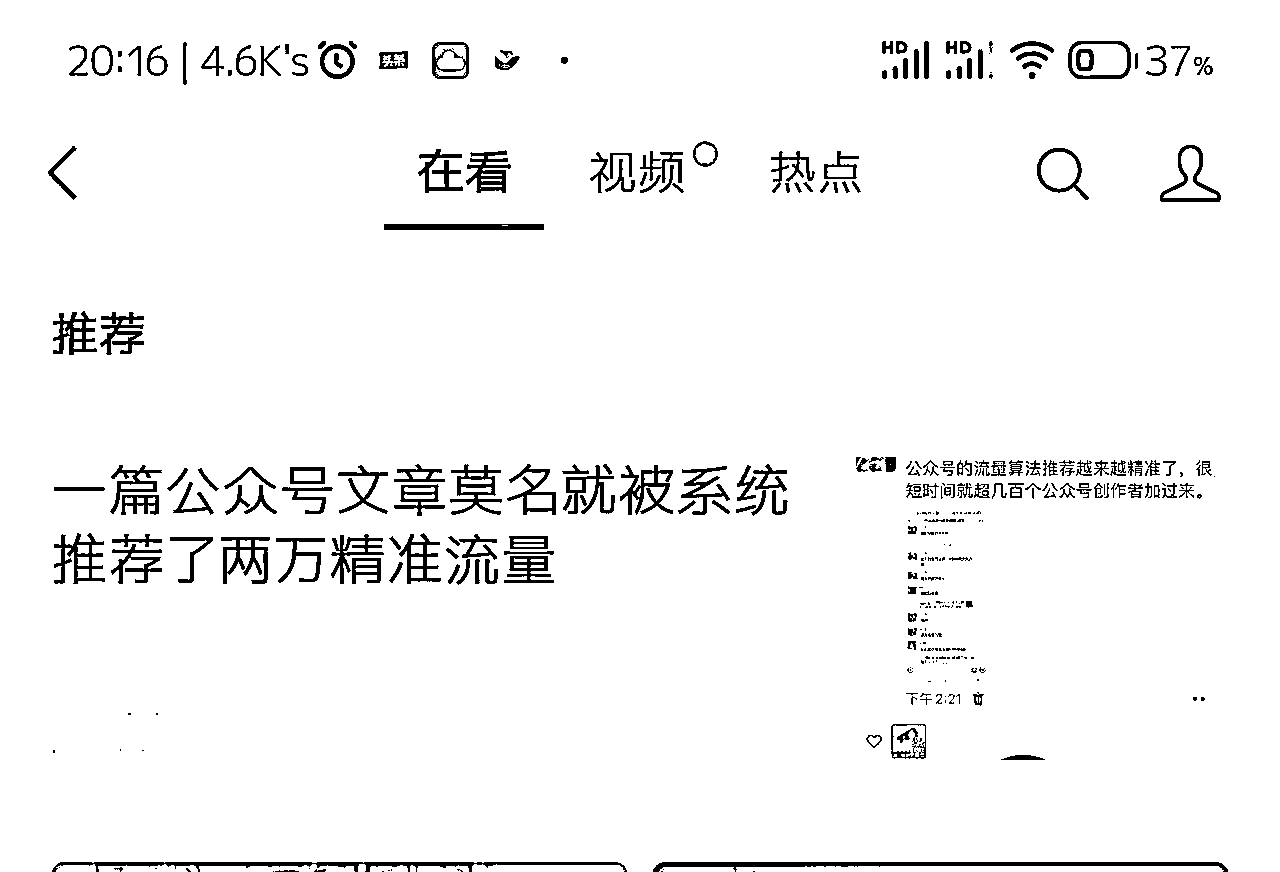 20:16 | 4.6K's
HD HD 37%
在看 视频 热点
推荐
一篇公众号文章莫名就被系统
推荐了两万精准流量
公众号的流量算法推荐越来越精准了，很
短时间就超几百个公众号创作者加过来。
下午2:21